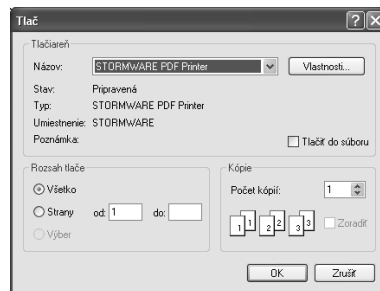 Tlač
Tlačiareň
Názov: STORMWARE PDF Printer Vlastnosti...
Stav: Pripravená
Typ: STORMWARE PDF Printer
Umiestnenie: STORMWARE
Poznámka: Tlačiť do súboru
Rozsah tlače
Všetko
Strany od: 1 do:
Výber
Kópie
Počet kópií: 1
1 1 2 2 3 3 Zoradiť
OK Zrušiť